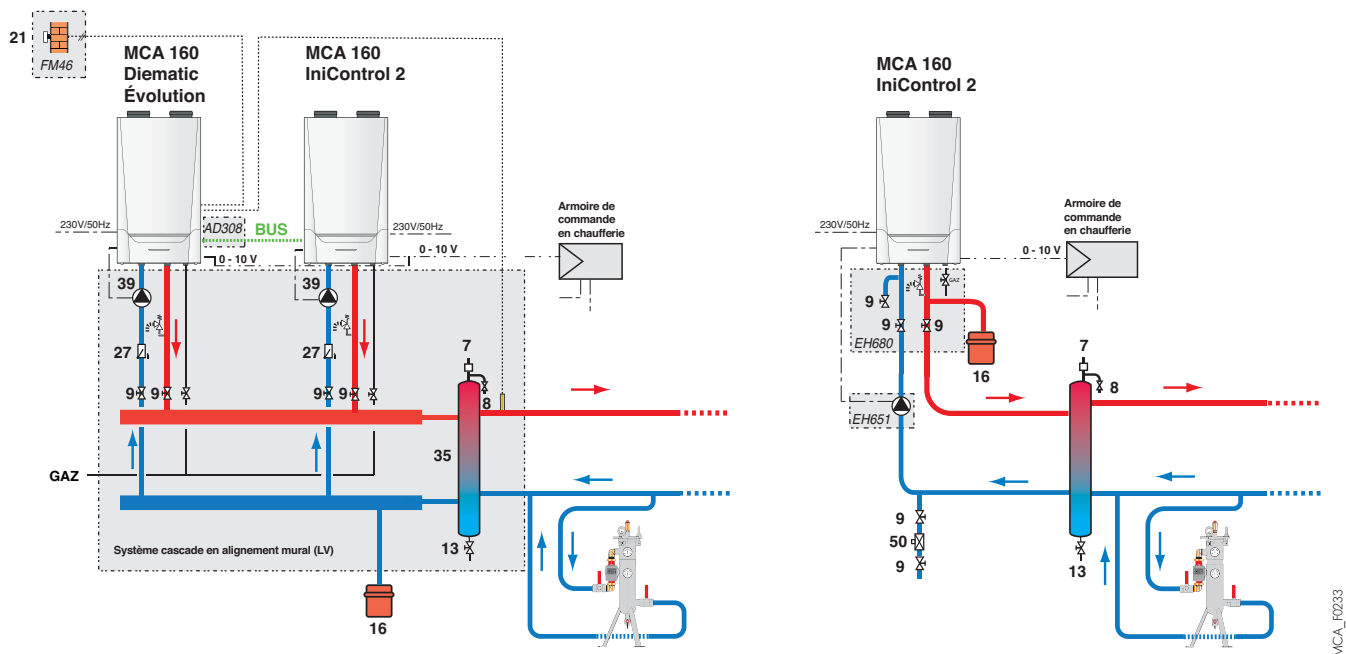 21
FM46
MCA 160
Diematic
Évolution
MCA 160
IniControl 2
230V/50Hz
AD308
BUS
230V/50Hz
0 - 10 V
0 - 10 V
Armoire de
commande
en chaufferie
39
39
27
27
9
9
9
9
7
8
35
GAZ
13
Système cascade en alignement mural (LV)
16
MCA 160
IniControl 2
230V/50Hz
0 - 10 V
Armoire de
commande
en chaufferie
GAZ
9
9
9
EH680
16
7
8
EH651
9
50
9
13
MCA_F0233